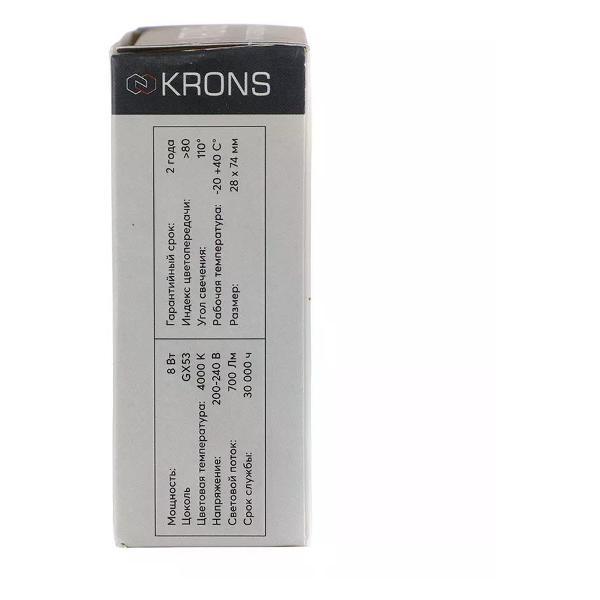 KRONS
Мощность: 8 Вт
Цоколь GX53
Цветовая температура: 4000 К
Напряжение: 200-240 В
Световой поток: 700 Лм
Срок службы: 30 000 ч
Гарантийный срок: 2 года
Индекс цветопередачи: >80
Угол свечения: 110°
Рабочая температура: -20 +40 С°
Размер: 28 х 74 мм